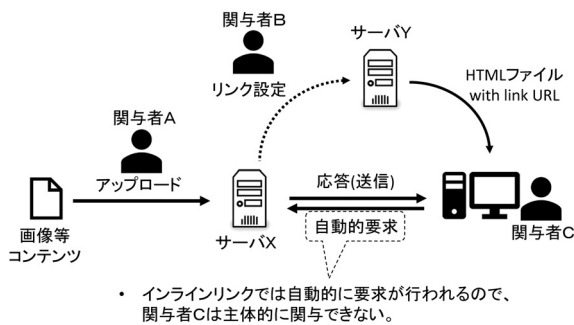 関与者B
リンク設定
サーバY
HTMLファイル
with link URL
関与者A
アップロード
画像等
コンテンツ
サーバX
応答(送信)
自動的要求
関与者C
• インラインリンクでは自動的に要求が行われるので、
関与者Cは主体的に関与できない。